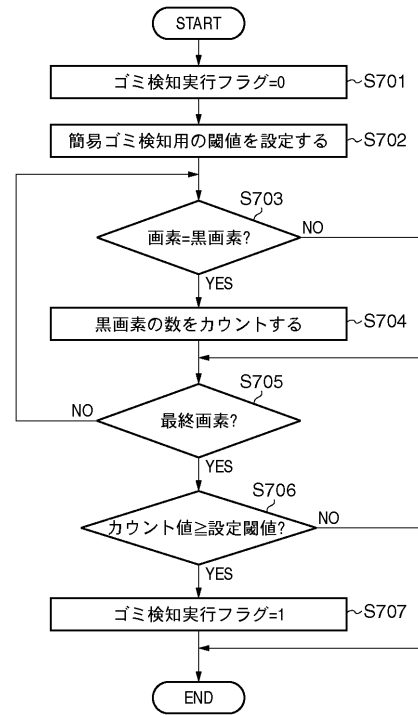 START
ゴミ検知実行フラグ=0
S701
簡易ゴミ検知用の閾値を設定する
S702
S703
画素=黒画素?
NO
YES
黒画素の数をカウントする
S704
S705
NO
最終画素?
YES
S706
カウント値≧設定閾値?
NO
YES
ゴミ検知実行フラグ=1
S707
END